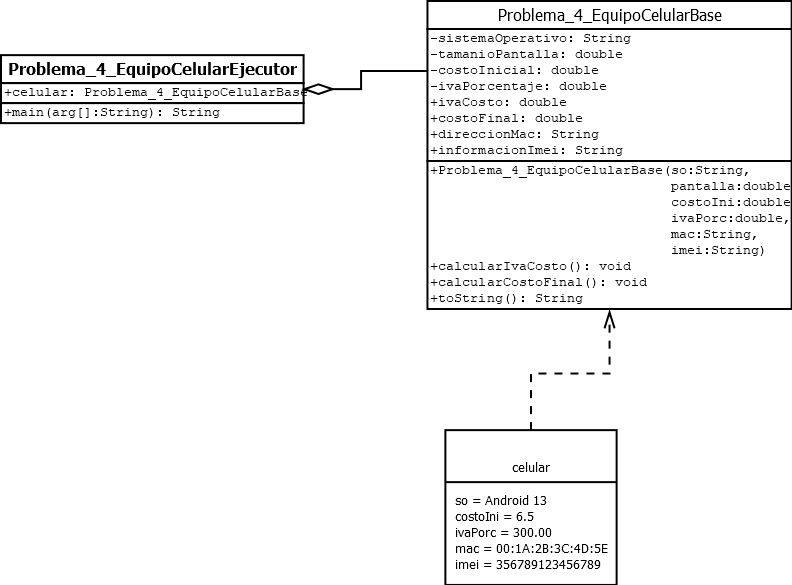 Problema_4_EquipoCelularEjecutor
+celular: Problema_4_EquipoCelularBase
+main(arg[]:String): String
Problema_4_EquipoCelularBase
-sistemaOperativo: String
-tamanioPantalla: double
-costoInicial: double
-ivaPorcentaje: double
+ivaCosto: double
+costoFinal: double
+direccionMac: String
+informacionImei: String
+Problema_4_EquipoCelularBase(so:String,
pantalla:double
costoIni:double
ivaPorc:double,
mac:String,
imei:String)
+calcularIvaCosto(): void
+calcularCostoFinal(): void
+toString(): String
celular
so = Android 13
costoIni = 6.5
ivaPorc = 300.00
mac = 00:1A:2B:3C:4D:5E
imei = 356789123456789